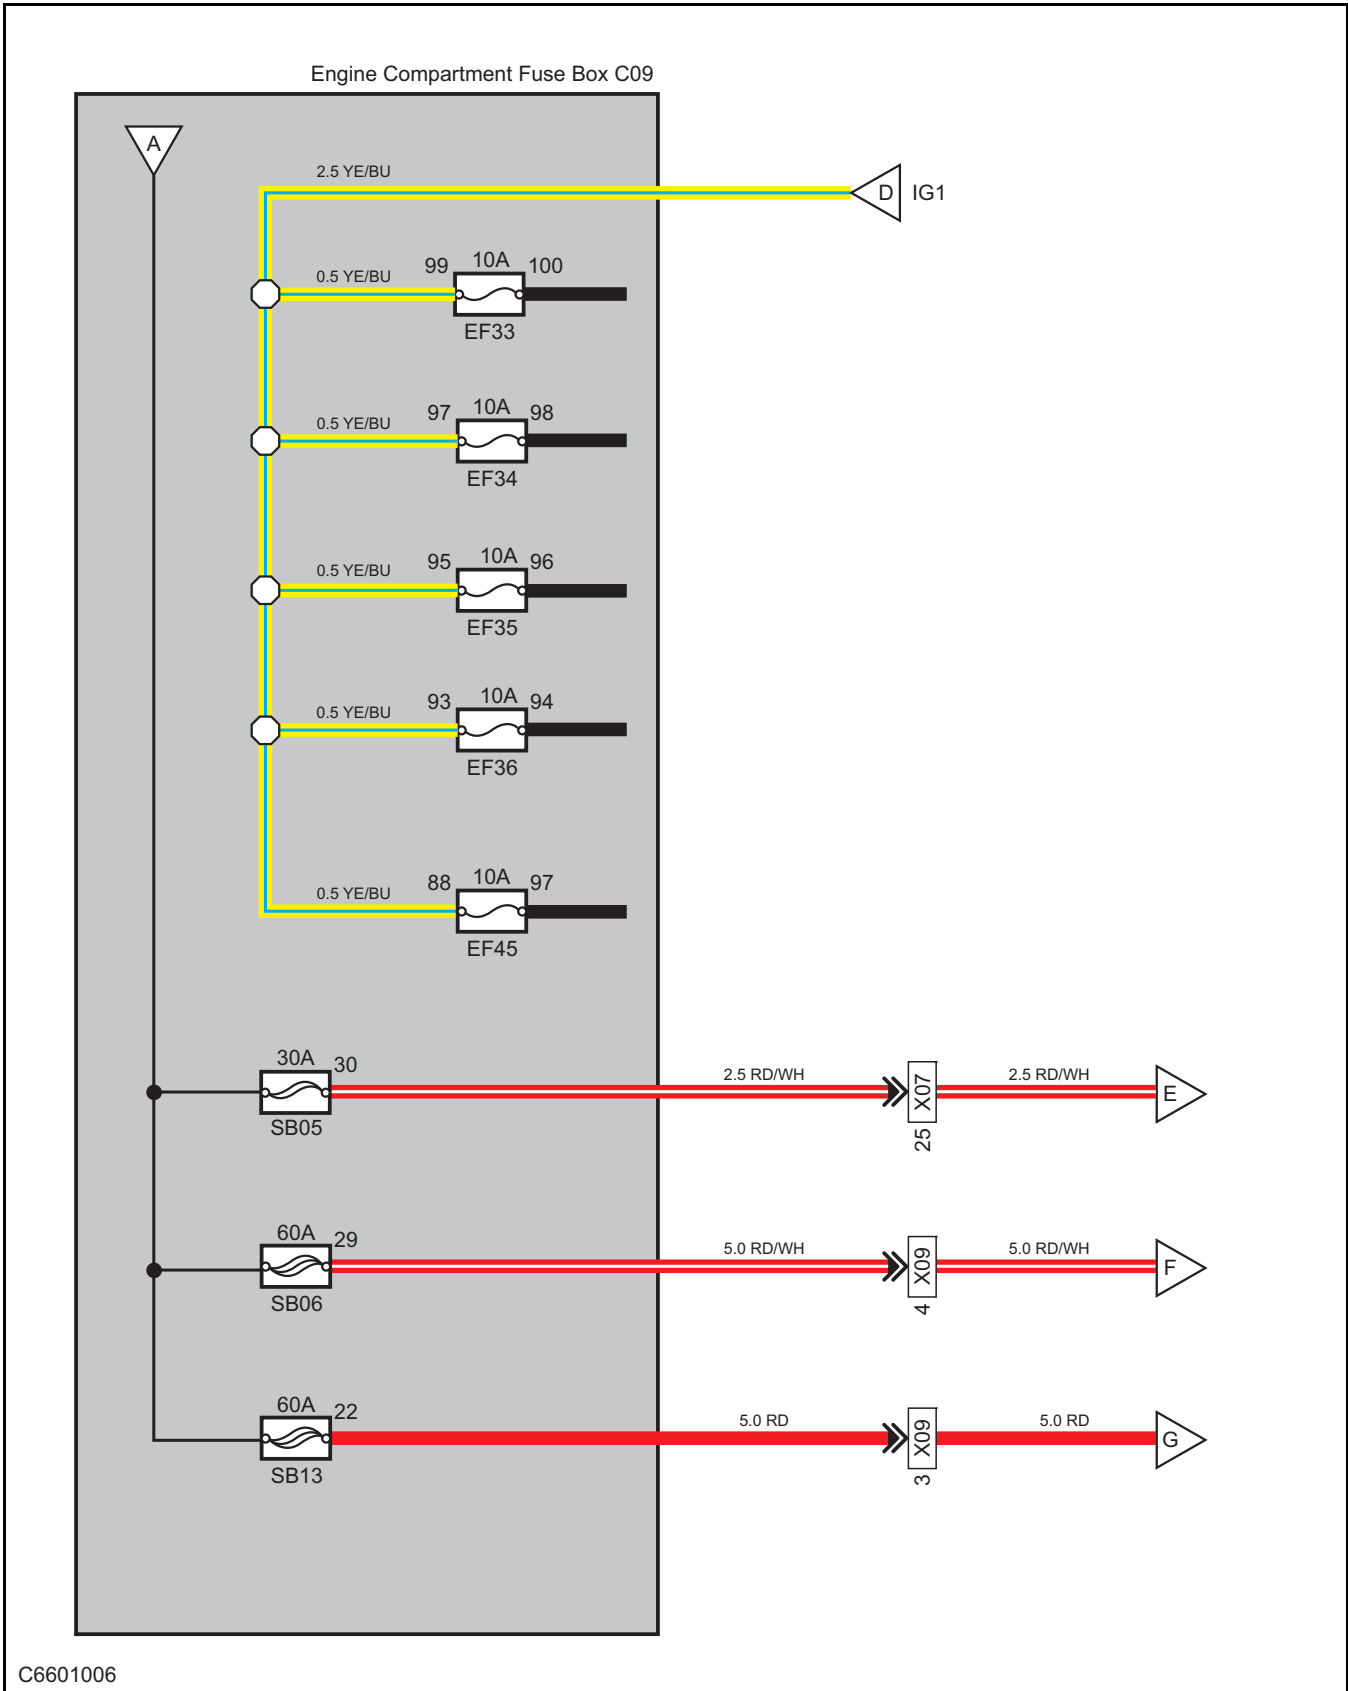 Engine Compartment Fuse Box C09
A
2.5 YE/BU
D IG1
0.5 YE/BU 99 10A 100
EF33
0.5 YE/BU 97 10A 98
EF34
0.5 YE/BU 95 10A 96
EF35
0.5 YE/BU 93 10A 94
EF36
0.5 YE/BU 88 10A 97
EF45
30A 30
SB05
2.5 RD/WH X07 2.5 RD/WH E
25
60A 29
SB06
5.0 RD/WH X09 5.0 RD/WH F
4
60A 22
SB13
5.0 RD X09 5.0 RD G
3
C6601006